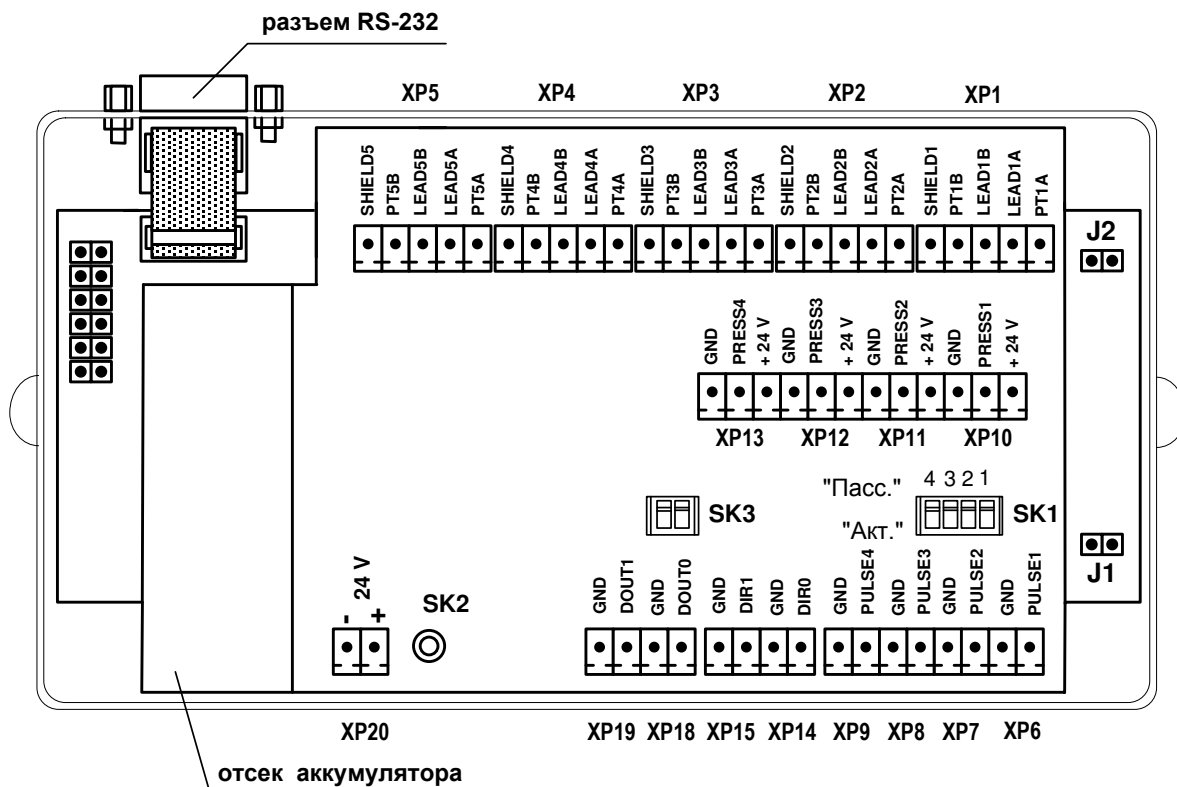 разъем RS-232
XP5 XP4 XP3 XP2 XP1
SHIELD5 PT5B LEAD5B LEAD5A PT5A SHIELD4 PT4B LEAD4B LEAD4A PT4A SHIELD3 PT3B LEAD3B LEAD3A PT3A SHIELD2 PT2B LEAD2B LEAD2A PT2A SHIELD1 PT1B LEAD1B LEAD1A PT1A
J2
GND PRESS4 + 24 V GND PRESS3 + 24 V GND PRESS2 + 24 V GND PRESS1 + 24 V
XP13 XP12 XP11 XP10
"Пасс." 4 3 2 1
SK3 SK1
"Акт."
J1
- 24 V +
SK2
GND DOUT1 GND DOUT0 GND DIR1 GND DIR0 GND PULSE4 GND PULSE3 GND PULSE2 GND PULSE1
XP20 XP19 XP18 XP15 XP14 XP9 XP8 XP7 XP6
отсек аккумулятора